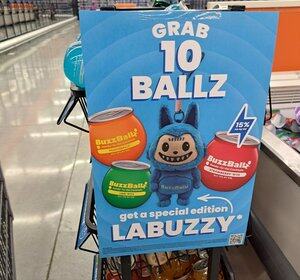 GRAB
10
BALLZ
BuzzBallz
15%
BuzzBallz
BuzzBallz
BuzzBallz
get a special edition
LABUZZY*